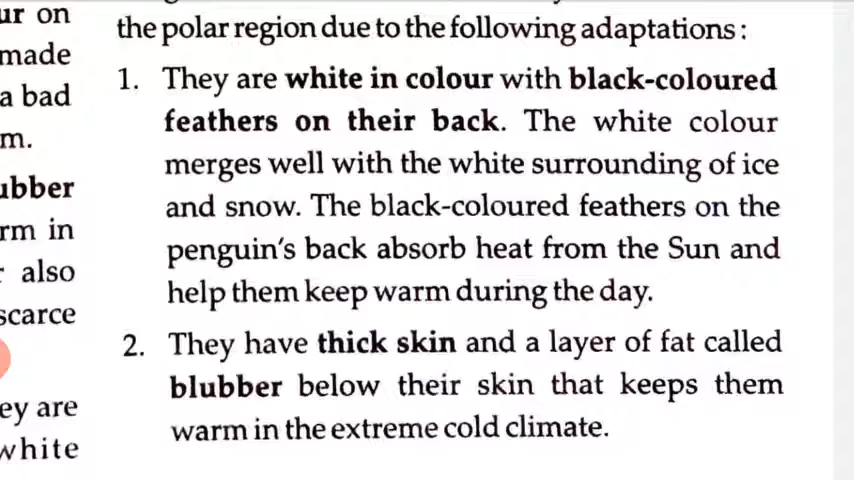 ur on
made
a bad
m.
ubber
rm in
also
scarce
ey are
white
the polar region due to the following adaptations :
1. They are white in colour with black-coloured
feathers on their back. The white colour
merges well with the white surrounding of ice
and snow. The black-coloured feathers on the
penguin's back absorb heat from the Sun and
help them keep warm during the day.
2. They have thick skin and a layer of fat called
blubber below their skin that keeps them
warm in the extreme cold climate.